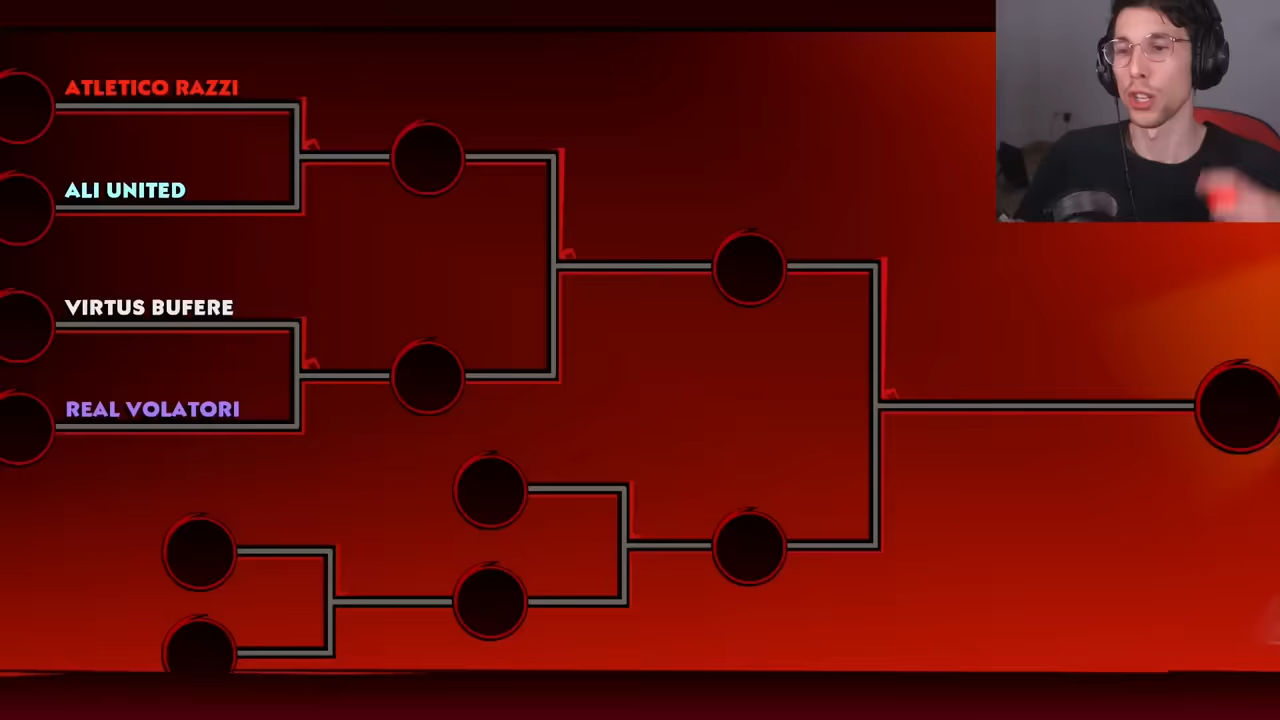 ATLETICO RAZZI
ALI UNITED
VIRTUS BUFERE
REAL VOLATORI